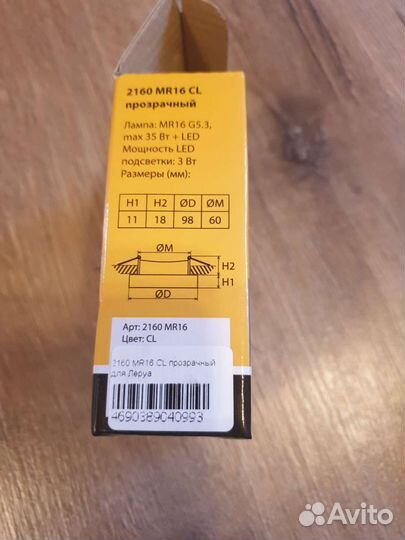 2160 MR16 CL
прозрачный
Лампа: MR16 G5.3,
max 35 Вт + LED
Мощность LED
подсветки: 3 Вт
Размеры (мм):
H1 H2 ØD ØM
11 18 98 60
ØM
H2
H1
ØD
Арт: 2160 MR16
Цвет: CL
2160 MR16 CL прозрачный
для Леруа
4690389040993
Avito